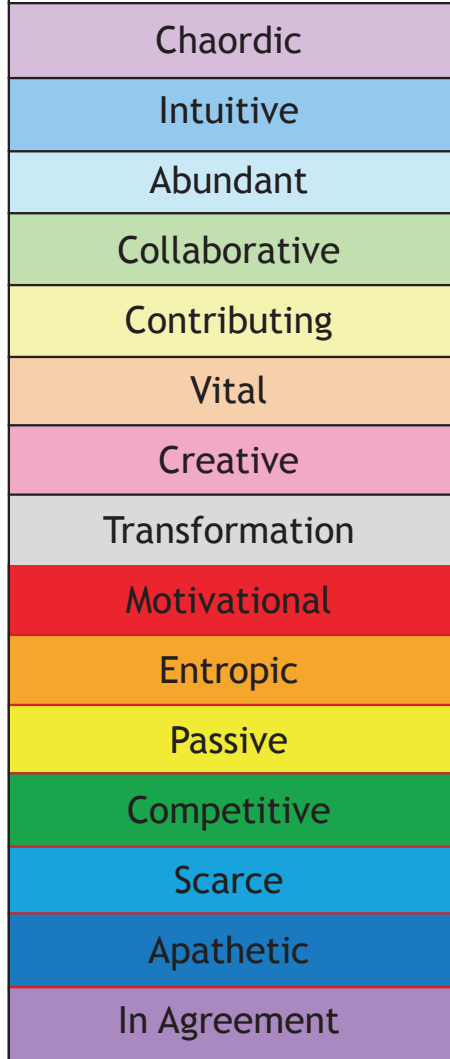 Chaordic
Intuitive
Abundant
Collaborative
Contributing
Vital
Creative
Transformation
Motivational
Entropic
Passive
Competitive
Scarce
Apathetic
In Agreement